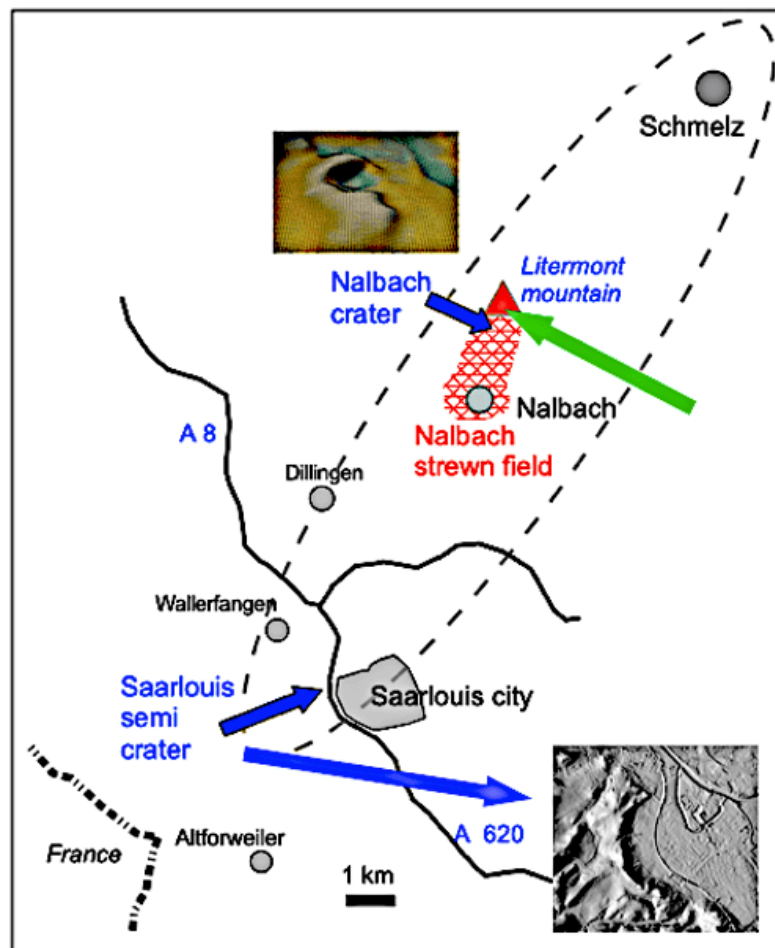 Schmelz
Litermont
mountain
Nalbach
crater
Nalbach
Nalbach
strewn field
A 8
Dillingen
Wallerfangen
Saarlouis
semi
crater
Saarlouis city
A 620
Altforweiler
France
1 km